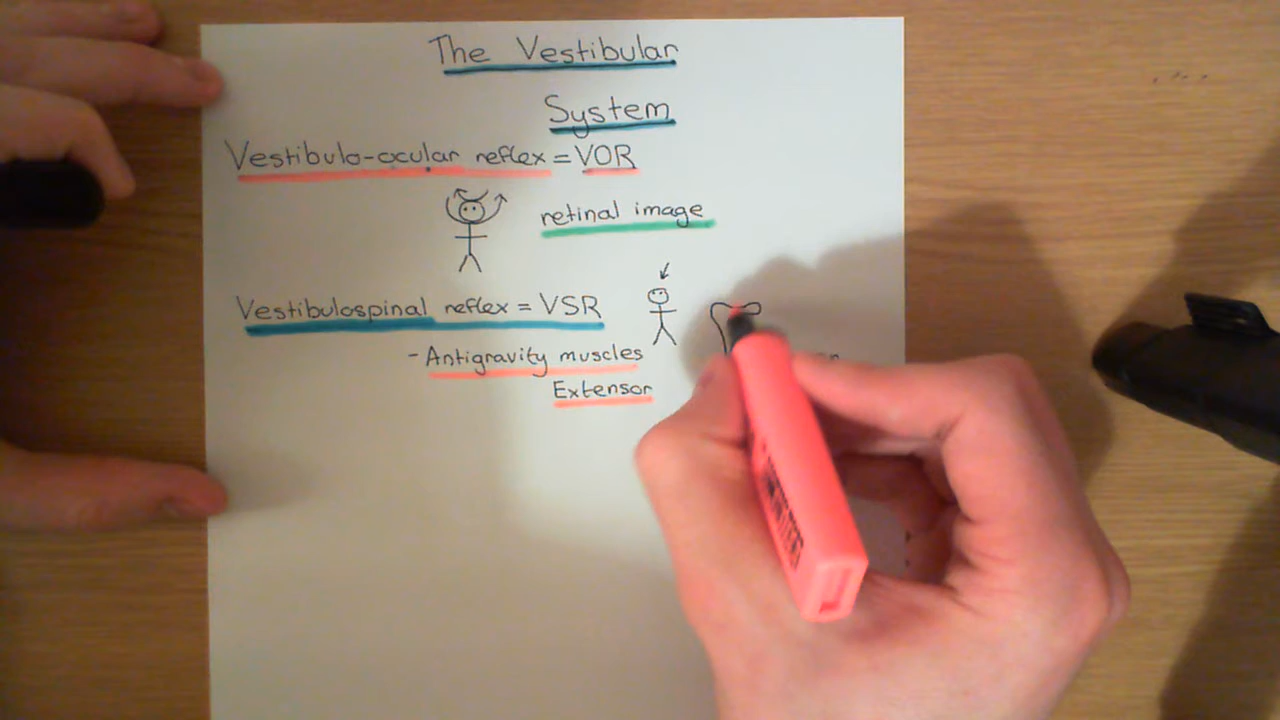 The Vestibular
System
Vestibulo-ocular reflex = VOR
retinal image
Vestibulospinal reflex = VSR
- Antigravity muscles
Extensor